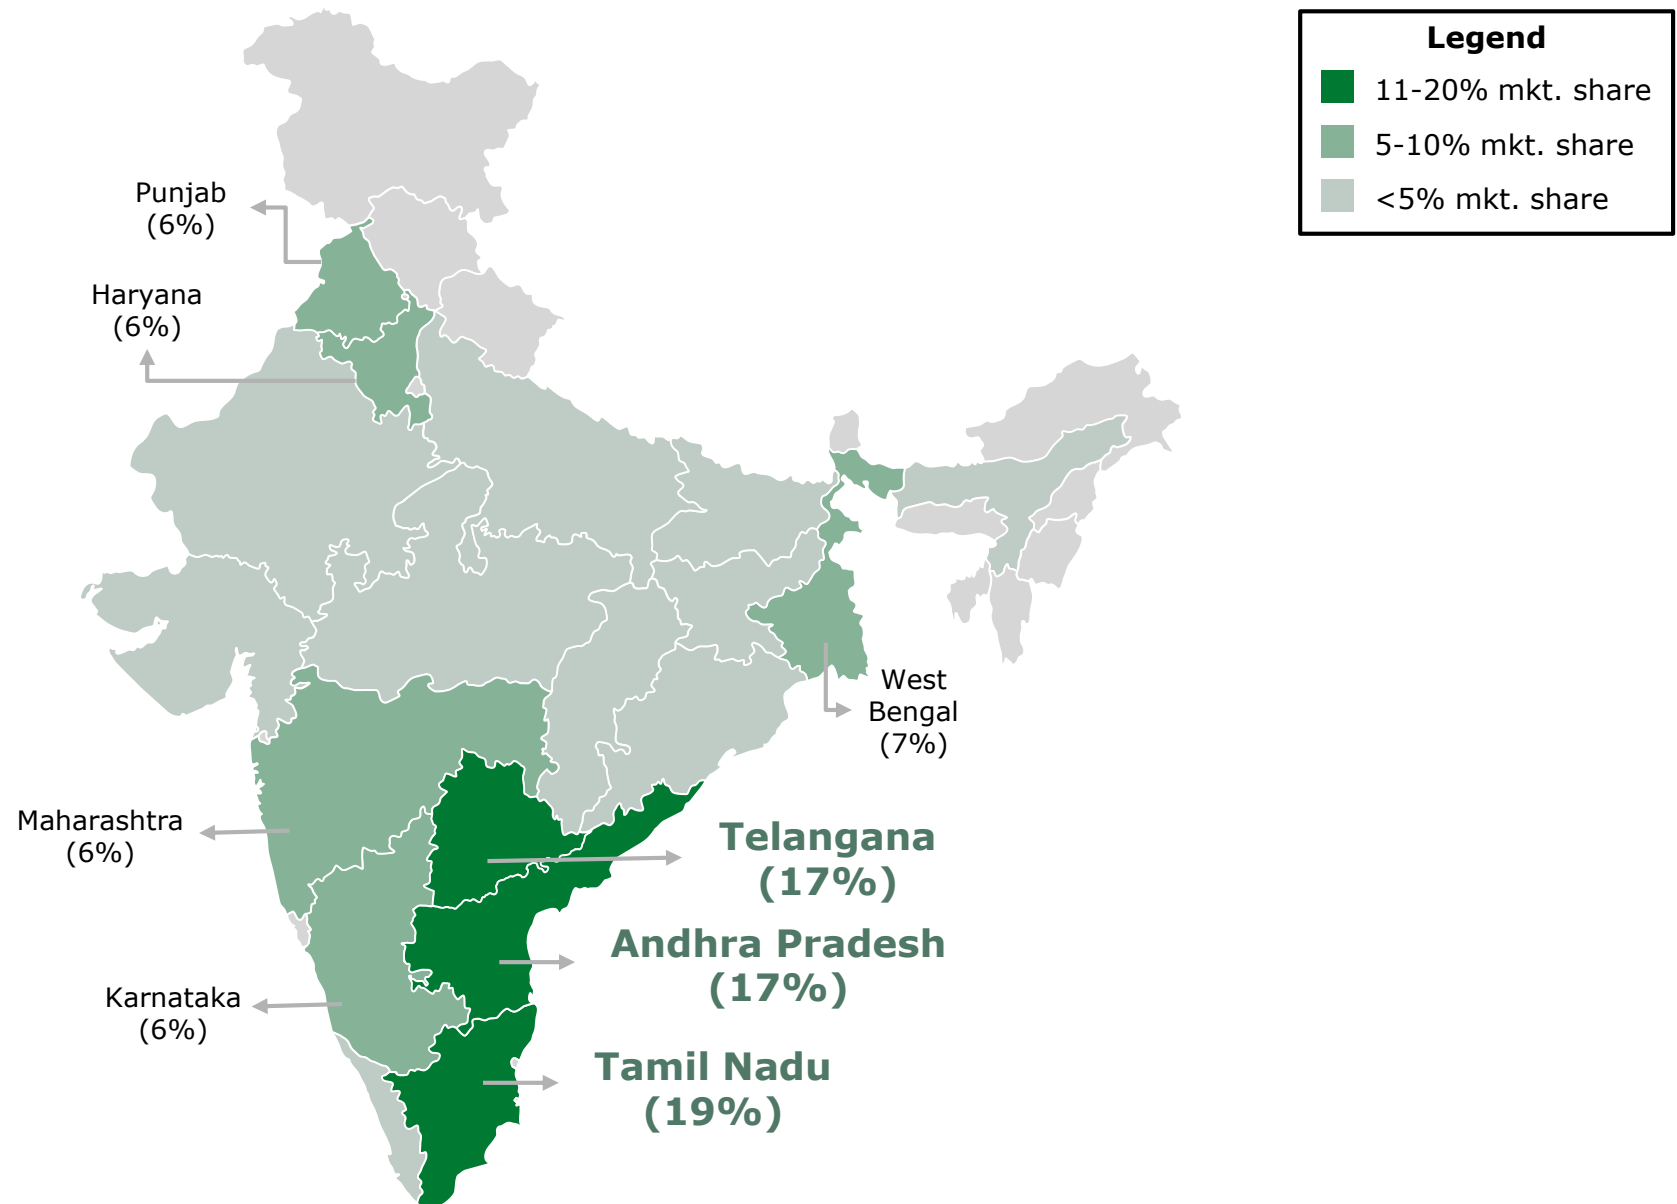 Legend
11-20% mkt. share
5-10% mkt. share
<5% mkt. share
Punjab
(6%)
Haryana
(6%)
West
Bengal
(7%)
Maharashtra
(6%)
Telangana
(17%)
Andhra Pradesh
(17%)
Karnataka
(6%)
Tamil Nadu
(19%)